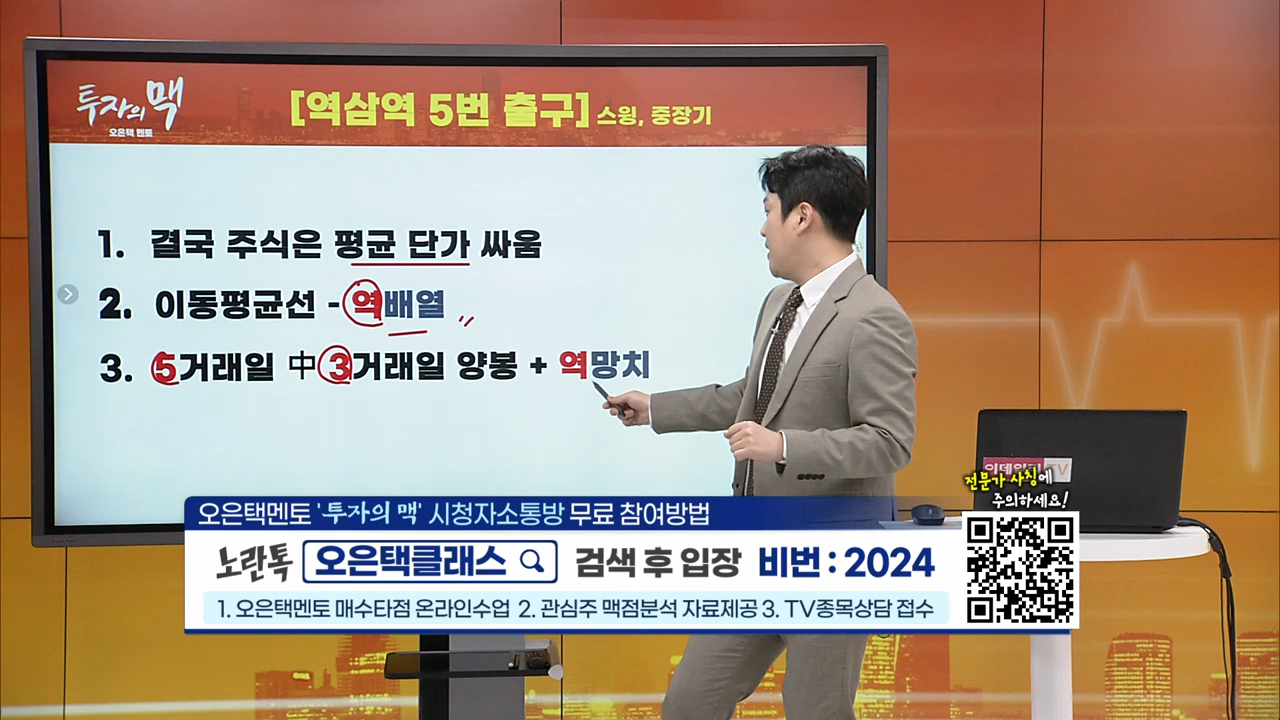 투자의 맥
오은택 멘토
[역삼역 5번 출구] 스윙, 중장기
1. 결국 주식은 평균 단가 싸움
2. 이동평균선 - 역배열
3. 5거래일 中 3거래일 양봉 + 역망치
이데일리 TV
전문가 사칭에
주의하세요!
오은택멘토 '투자의 맥' 시청자소통방 무료 참여방법
노란톡 오은택클래스 검색 후 입장 비번 : 2024
1. 오은택멘토 매수타점 온라인수업 2. 관심주 맥점분석 자료제공 3. TV종목상담 접수